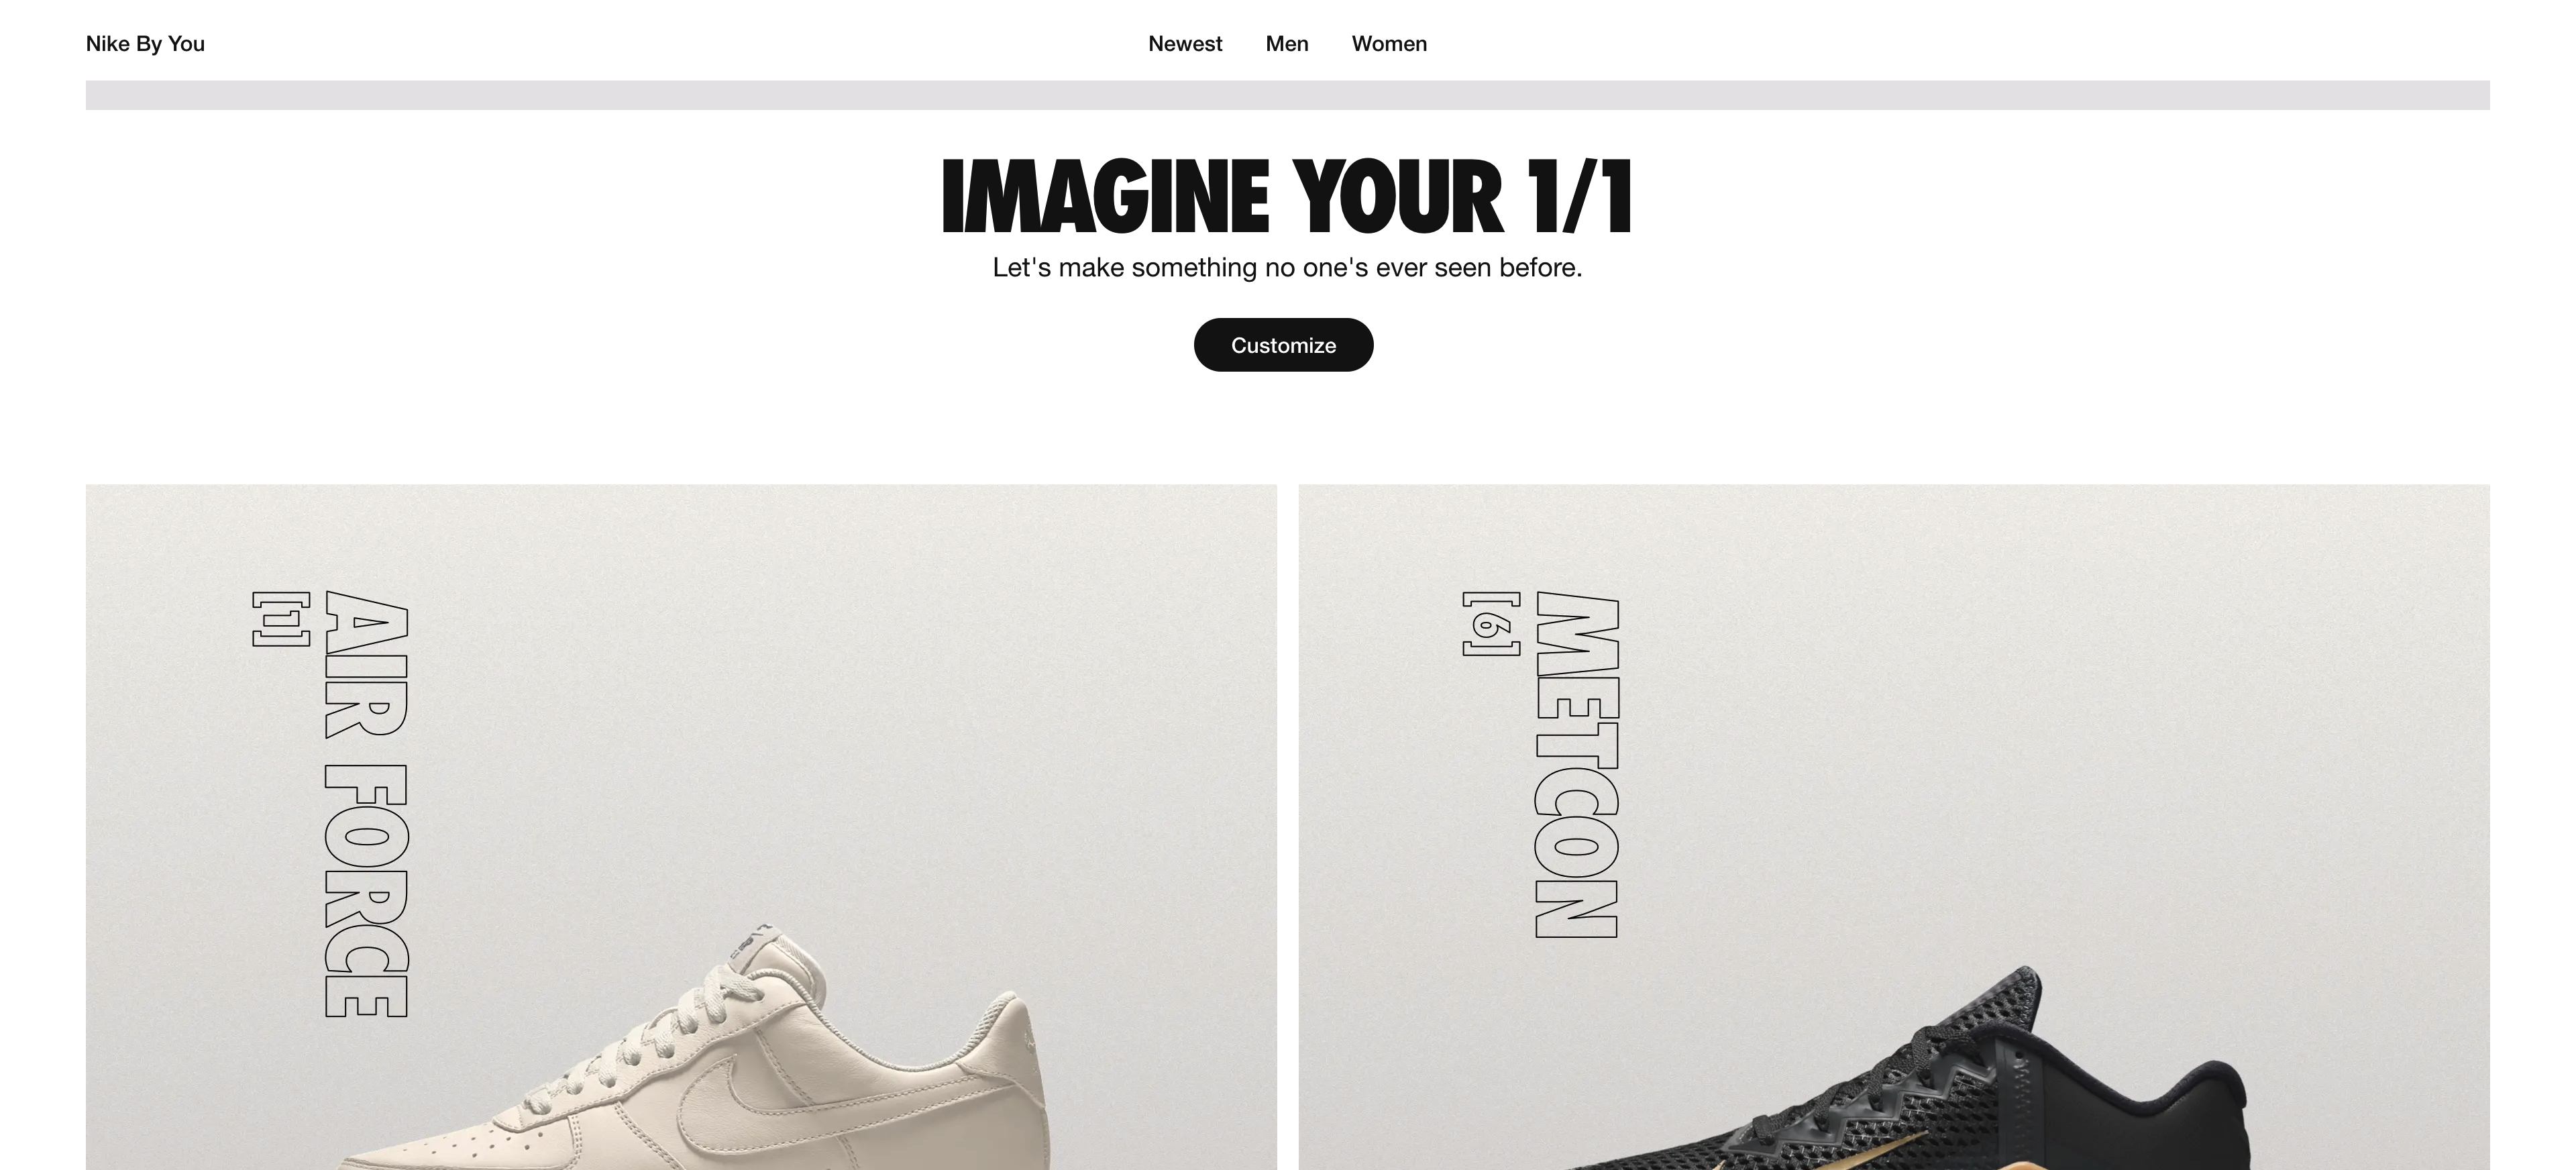 Nike By You
Newest
Men
Women
IMAGINE YOUR 1/1
Let's make something no one's ever seen before.
Customize
AIR FORCE
[1]
METCON
[6]